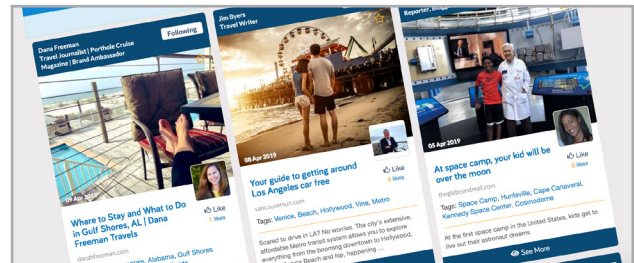 Dana Freeman
Travel Journalist | Porthole Cruise
Magazine | Brand Ambassador
Following
09 Apr 2019
Where to Stay and What to Do
in Gulf Shores, AL | Dana
Freeman Travels
Like
1 likes
danahfreeman.com
Alabama, Gulf Shores
Jim Byers
Travel Writer
08 Apr 2019
Your guide to getting around
Los Angeles car free
Like
0 likes
vancouversun.com
Tags: Venice, Beach, Hollywood, Vine, Metro
Scared to drive in LA? No worries. The city's extensive,
affordable Metro transit system allows you to explore
everything from the booming downtown to Hollywood,
Beach and hip, happening ...
Reporter,
05 Apr 2019
At space camp, your kid will be
over the moon
Like
0 likes
theglobeandmail.com
Tags: Space Camp, Huntsville, Cape Canaveral,
Kennedy Space Center, Cosmodome
At the first space camp in the United States, kids get to
live out their astronaut dreams
See More